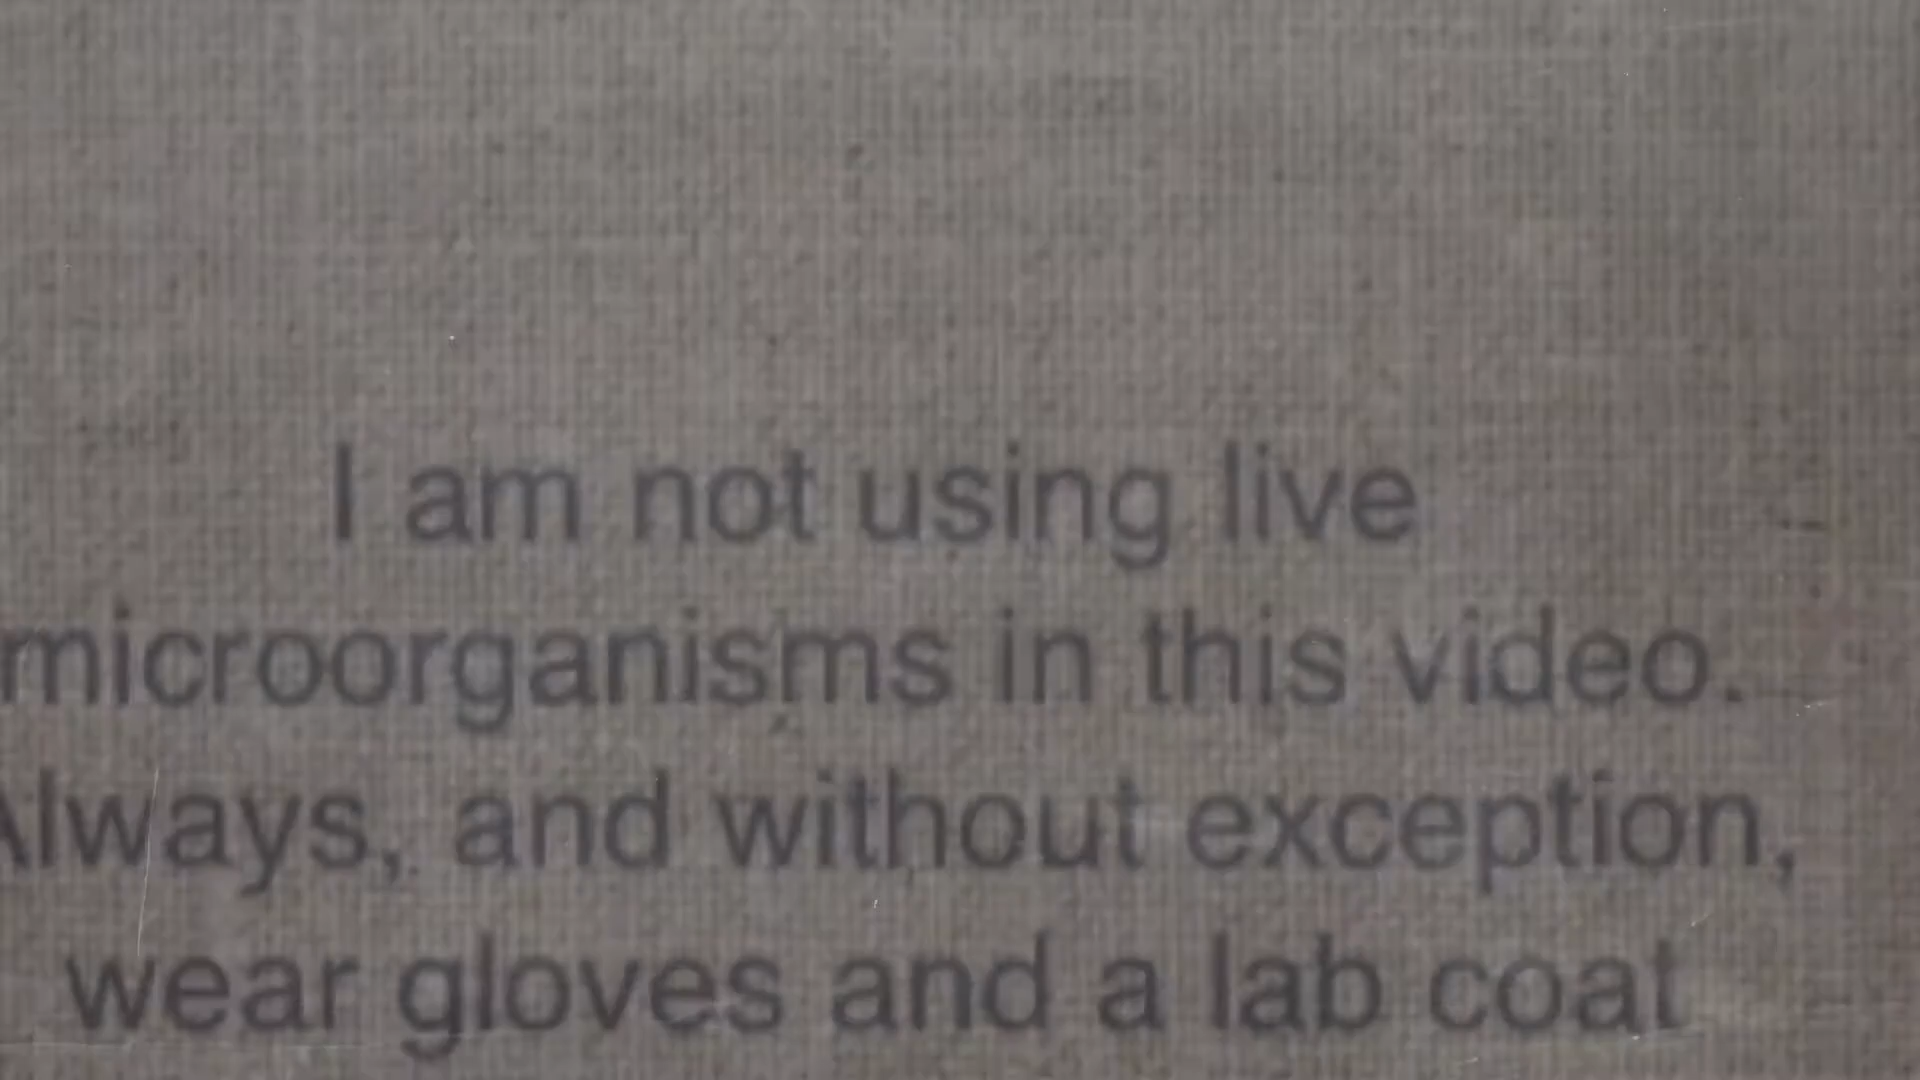 I am not using live
microorganisms in this video.
Always, and without exception,
wear gloves and a lab coat